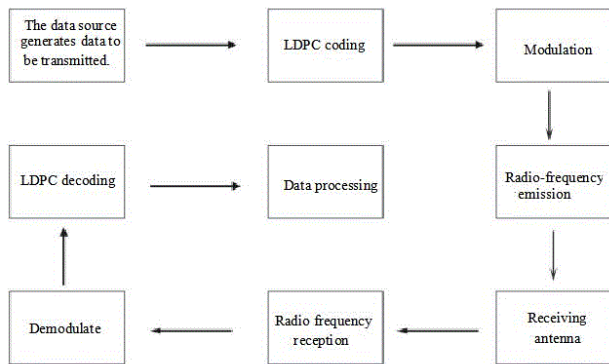 The data source
generates data to
be transmitted.
LDPC coding
Modulation
LDPC decoding
Data processing
Radio-frequency
emission
Demodulate
Radio frequency
reception
Receiving
antenna